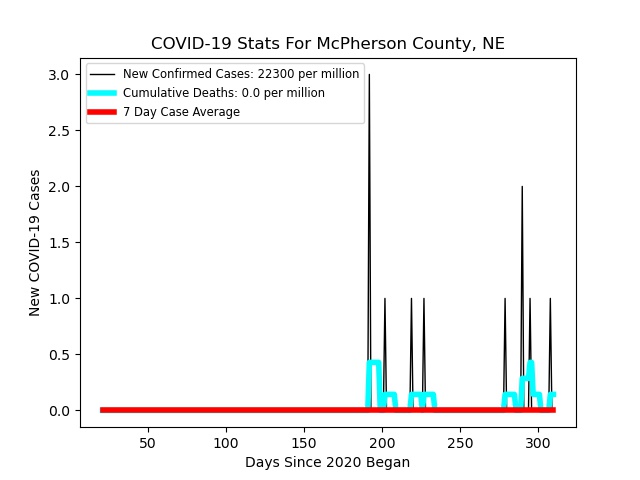 COVID-19 Stats For McPherson County, NE
New Confirmed Cases: 22300 per million
Cumulative Deaths: 0.0 per million
7 Day Case Average
New COVID-19 Cases
3.0
2.5
2.0
1.5
1.0
0.5
0.0
50 100 150 200 250 300
Days Since 2020 Began